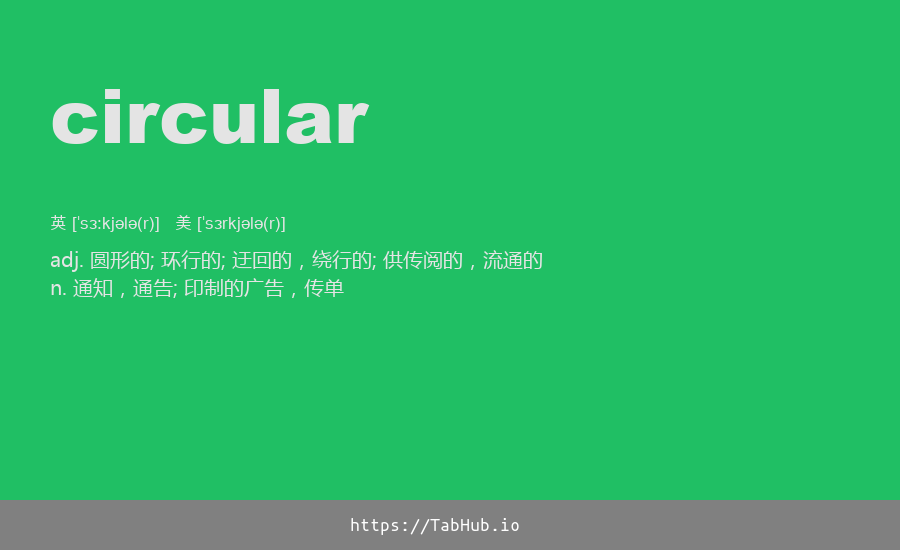 circular
英 [ˈsɜːkjələ(r)] 美 [ˈsɜrkjələ(r)]
adj. 圆形的; 环行的; 迂回的，绕行的; 供传阅的，流通的
n. 通知，通告; 印制的广告，传单
https://TabHub.io